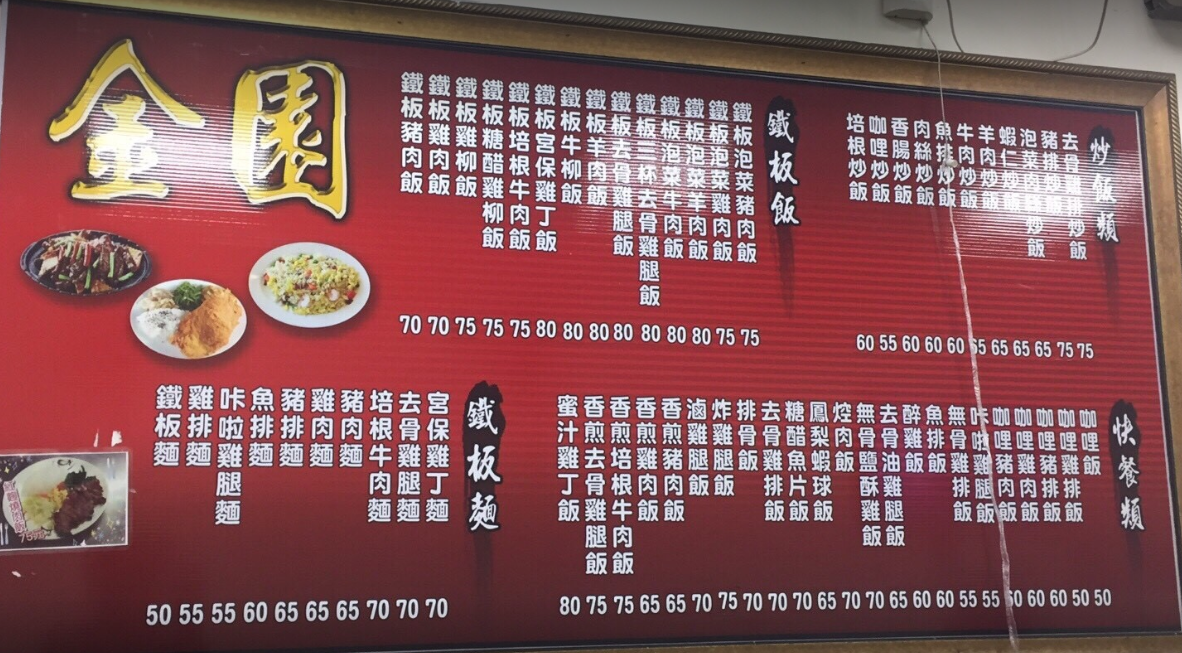 金園
炒飯類
去骨雞排炒飯
豬排炒飯
泡菜肉絲炒飯
蝦仁炒飯
羊肉炒飯
牛肉炒飯
魚排炒飯
肉絲炒飯
香腸炒飯
咖哩炒飯
培根炒飯
60 55 60 60 60 65 65 65 65 75 75
鐵板飯
鐵板泡菜豬肉飯
鐵板泡菜雞肉飯
鐵板泡菜羊肉飯
鐵板泡菜牛肉飯
鐵板三杯去骨雞腿飯
鐵板去骨雞腿飯
鐵板羊肉飯
鐵板牛柳飯
鐵板宮保雞丁飯
鐵板培根牛肉飯
鐵板糖醋雞柳飯
鐵板雞柳飯
鐵板雞肉飯
鐵板豬肉飯
70 70 75 75 75 80 80 80 80 80 80 80 75 75
快餐類
咖哩飯
咖哩雞排飯
咖哩豬排飯
咖哩雞肉飯
咖哩豬肉飯
咔啦雞腿飯
無骨雞排飯
魚排飯
醉雞飯
去骨油雞腿飯
無骨鹽酥雞飯
焢肉飯
鳳梨蝦球飯
糖醋魚片飯
去骨雞排飯
排骨飯
炸雞腿飯
滷雞腿飯
香煎豬肉飯
香煎雞肉飯
香煎培根牛肉飯
香煎去骨雞腿飯
蜜汁雞丁飯
80 75 75 65 65 70 75 70 70 70 65 70 70 65 60 60 55 55 60 60 60 50 50
鐵板麵
宮保雞丁麵
去骨雞腿麵
培根牛肉麵
豬肉麵
雞肉麵
豬排麵
魚排麵
咔啦雞腿麵
雞排麵
鐵板麵
50 55 55 60 65 65 65 70 70 70